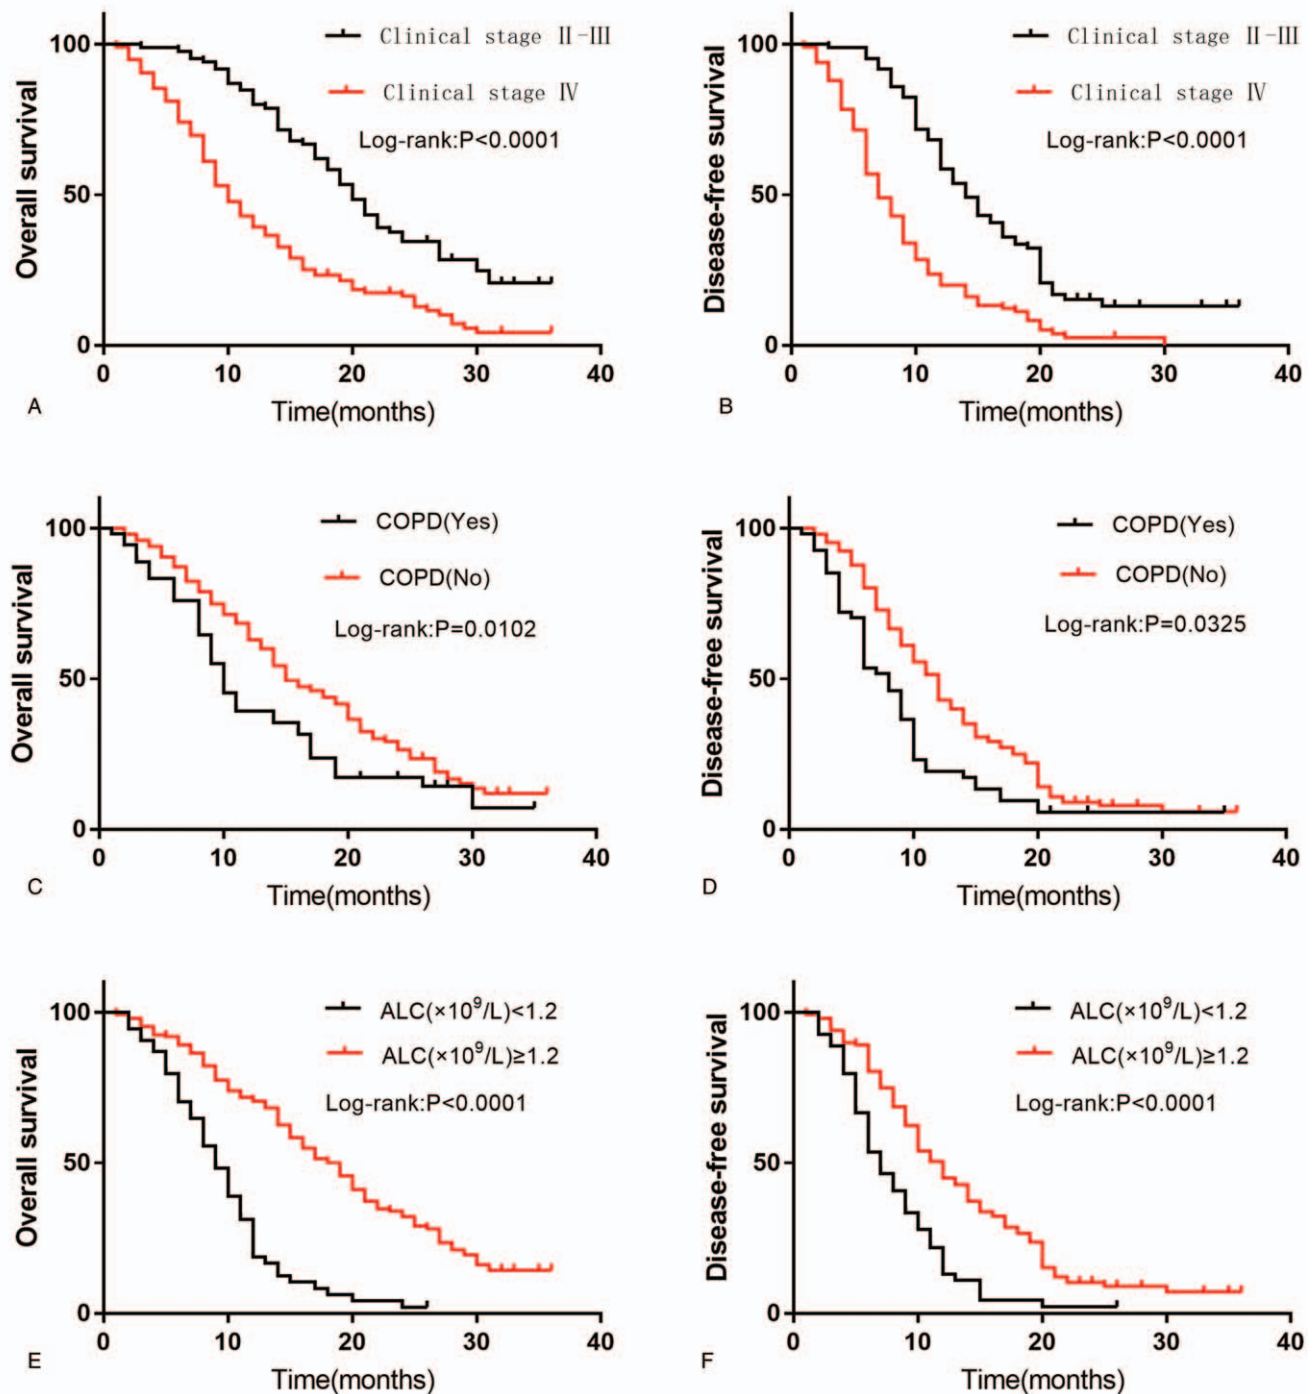 Clinical stage Ⅱ-Ⅲ
Clinical stage Ⅳ
Log-rank:P<0.0001
Overall survival
100
50
0
0 10 20 30 40
Time(months)
A
Clinical stage Ⅱ-Ⅲ
Clinical stage Ⅳ
Log-rank:P<0.0001
Disease-free survival
100
50
0
0 10 20 30 40
Time(months)
B
COPD(Yes)
COPD(No)
Log-rank:P=0.0102
Overall survival
100
50
0
0 10 20 30 40
Time(months)
C
COPD(Yes)
COPD(No)
Log-rank:P=0.0325
Disease-free survival
100
50
0
0 10 20 30 40
Time(months)
D
ALC(×10⁹/L)<1.2
ALC(×10⁹/L)≥1.2
Log-rank:P<0.0001
Overall survival
100
50
0
0 10 20 30 40
Time(months)
E
ALC(×10⁹/L)<1.2
ALC(×10⁹/L)≥1.2
Log-rank:P<0.0001
Disease-free survival
100
50
0
0 10 20 30 40
Time(months)
F